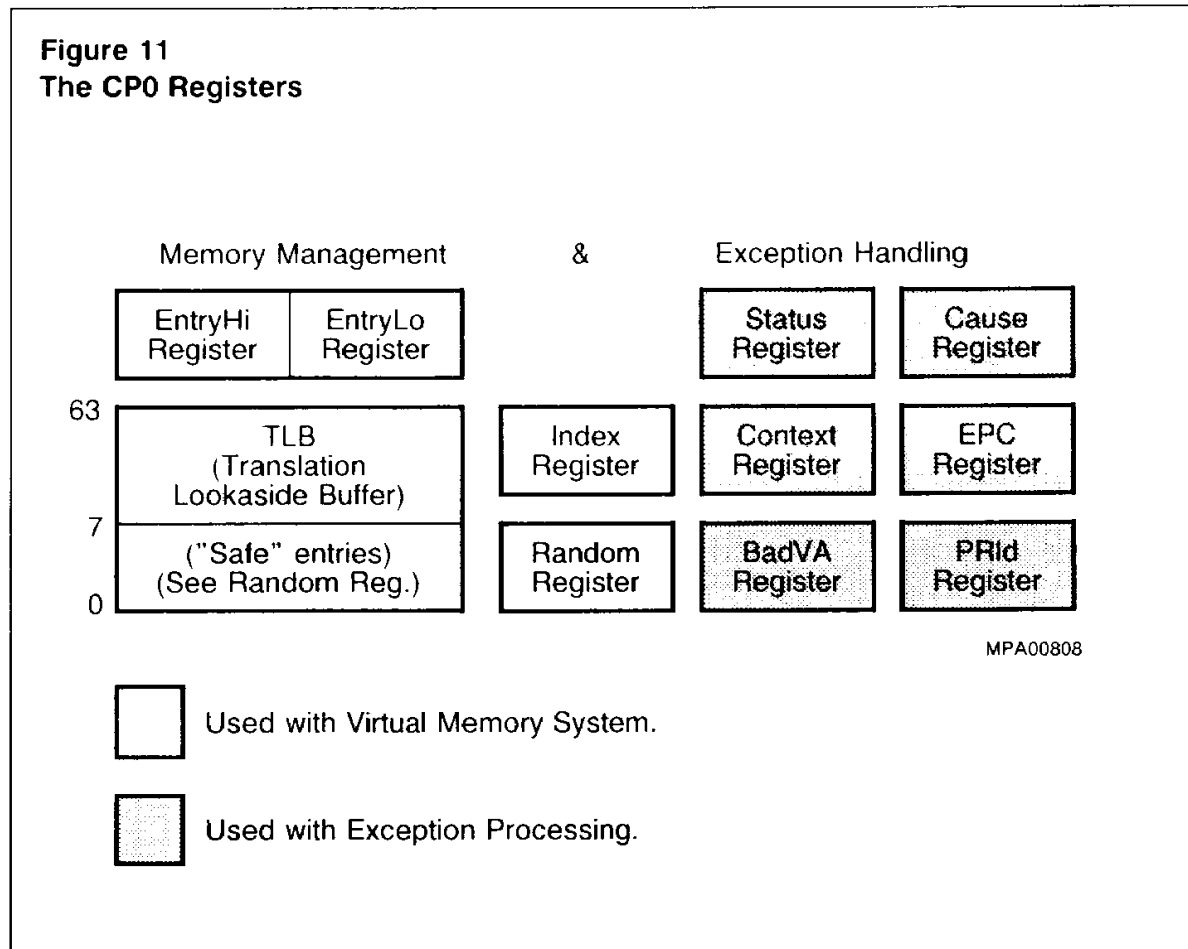 Figure 11
The CP0 Registers
Memory Management & Exception Handling
EntryHi
Register
EntryLo
Register
Status
Register
Cause
Register
63
TLB
(Translation
Lookaside Buffer)
Index
Register
Context
Register
EPC
Register
7
("Safe" entries)
(See Random Reg.)
0
Random
Register
BadVA
Register
PRId
Register
MPA00808
Used with Virtual Memory System.
Used with Exception Processing.